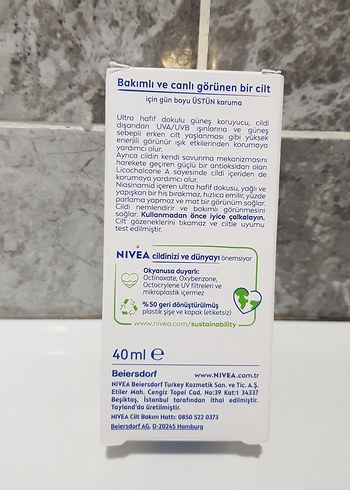 Bakımlı ve canlı görünen bir cilt
için gün boyu ÜSTÜN koruma
Ultra hafif dokulu güneş koruyucu, cildi
dışarıdan UVA/UVB ışınlarına ve güneş
sebepli erken cilt yaşlanması gibi yüksek
enerjili görünür ışık etkilerinden korumaya
yardımcı olur.
Ayrıca cildin kendi savunma mekanizmasını
harekete geçiren güçlü bir antioksidan olan
Licochalcone A sayesinde cildi içeriden de
korumaya yardımcı olur.
Niasinamid içeren ultra hafif dokusu, yağlı ve
yapışkan bir his bırakmaz, hızlıca emilir, yüzde
parlama yapmaz ve mat bir görünüm sağlar.
Cildi nemlendirir ve bakımlı görünmesini
sağlar. Kullanmadan önce iyice çalkalayın.
Cilt gözeneklerini tıkamaz ve ciltle uyumu
test edilmiştir.
NIVEA cildinizi ve dünyayı önemsiyor
Okyanusa duyarlı:
Octinoxate, Oxybenzone,
Octocrylene UV filtreleri ve
mikroplastik içermez
%50 geri dönüştürülmüş
plastik şişe ve kapak (etiketsiz)
www.nivea.com/sustainability
40 ml e
Beiersdorf www.NIVEA.com.tr
NIVEA Beiersdorf Turkey Kozmetik San. ve Tic. A.Ş.
Etiler Mah. Cengiz Topel Cad. No:39 Kat:1 34337
Beşiktaş, İstanbul tarafından ithal edilmiştir.
Tayland'da üretilmiştir.
NIVEA Cilt Bakım Hattı: 0850 522 0373
Beiersdorf AG, D-20245 Hamburg